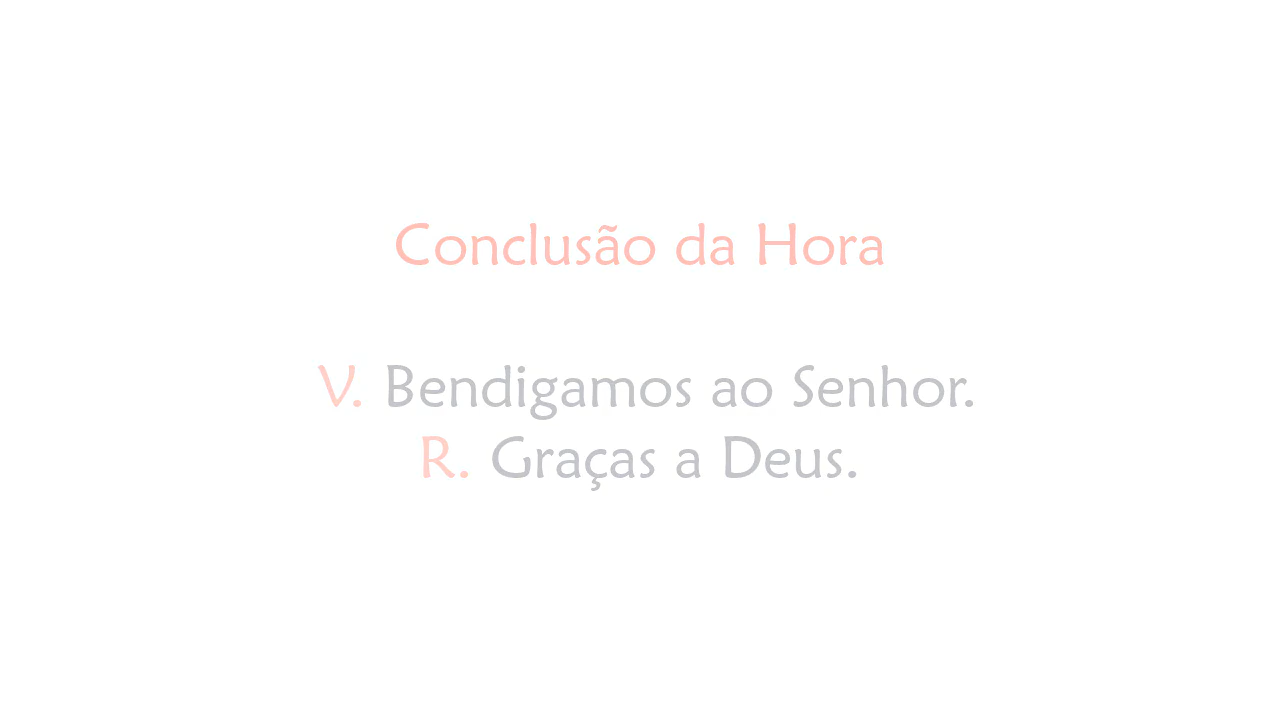 Conclusão da Hora
V. Bendigamos ao Senhor.
R. Graças a Deus.